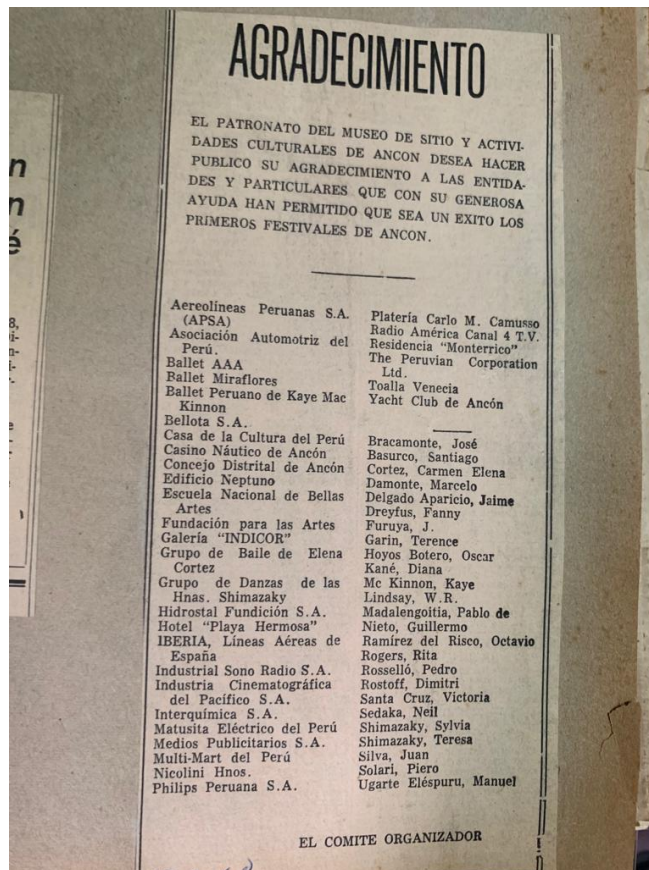 AGRADECIMIENTO
EL PATRONATO DEL MUSEO DE SITIO Y ACTIVI-
DADES CULTURALES DE ANCON DESEA HACER
PUBLICO SU AGRADECIMIENTO A LAS ENTIDA-
DES Y PARTICULARES QUE CON SU GENEROSA
AYUDA HAN PERMITIDO QUE SEA UN EXITO LOS
PRIMEROS FESTIVALES DE ANCON.
Aereolíneas Peruanas S.A.
(APSA)
Asociación Automotriz del
Perú.
Ballet AAA
Ballet Miraflores
Ballet Peruano de Kaye Mac
Kinnon
Bellota S.A.
Casa de la Cultura del Perú
Casino Náutico de Ancón
Concejo Distrital de Ancón
Edificio Neptuno
Escuela Nacional de Bellas
Artes
Fundación para las Artes
Galería "INDICOR"
Grupo de Baile de Elena
Cortez
Grupo de Danzas de las
Hnas. Shimazaky
Hidrostal Fundición S.A.
Hotel "Playa Hermosa"
IBERIA, Líneas Aéreas de
España
Industrial Sono Radio S.A.
Industria Cinematográfica
del Pacífico S.A.
Interquímica S.A.
Matusita Eléctrico del Perú
Medios Publicitarios S.A.
Multi-Mart del Perú
Nicolini Hnos.
Philips Peruana S.A.
Platería Carlo M. Camusso
Radio América Canal 4 T.V.
Residencia "Monterrico"
The Peruvian Corporation
Ltd.
Toalla Venecia
Yacht Club de Ancón
Bracamonte, José
Basurco, Santiago
Cortez, Carmen Elena
Damonte, Marcelo
Delgado Aparicio, Jaime
Dreyfus, Fanny
Furuya, J.
Garin, Terence
Hoyos Botero, Oscar
Kané, Diana
Mc Kinnon, Kaye
Lindsay, W.R.
Madalengoitia, Pablo de
Nieto, Guillermo
Ramírez del Risco, Octavio
Rogers, Rita
Rosselló, Pedro
Rostoff, Dimitri
Santa Cruz, Victoria
Sedaka, Neil
Shimazaky, Sylvia
Shimazaky, Teresa
Silva, Juan
Solari, Piero
Ugarte Eléspuru, Manuel
EL COMITE ORGANIZADOR